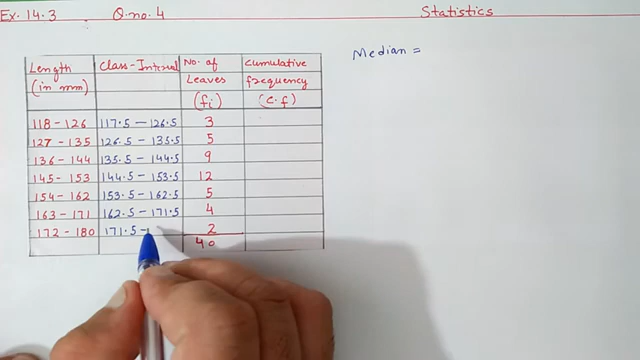 Ex. 14.3 Q.no. 4 Statistics
Length (in mm) Class-Interval No. of Leaves (fi) Cumulative frequency (c.f)
Median =
118 - 126 117.5 - 126.5 3
127 - 135 126.5 - 135.5 5
136 - 144 135.5 - 144.5 9
145 - 153 144.5 - 153.5 12
154 - 162 153.5 - 162.5 5
163 - 171 162.5 - 171.5 4
172 - 180 171.5 - 2
40